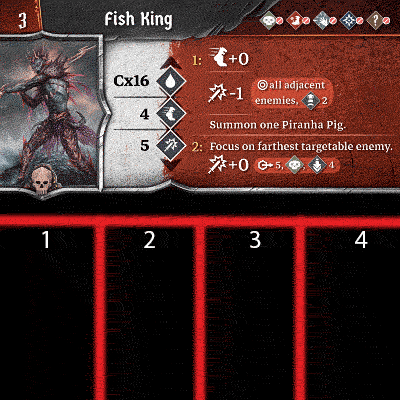 3 Fish King ?
Cx16
4
5
1: +0
-1 all adjacent
enemies, 2
Summon one Piranha Pig.
2: Focus on farthest targetable enemy.
+0 5, 4
1 2 3 4